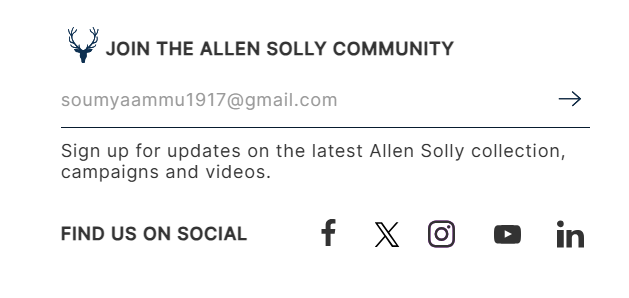 JOIN THE ALLEN SOLLY COMMUNITY
soumyaammu1917@gmail.com
Sign up for updates on the latest Allen Solly collection,
campaigns and videos.
FIND US ON SOCIAL